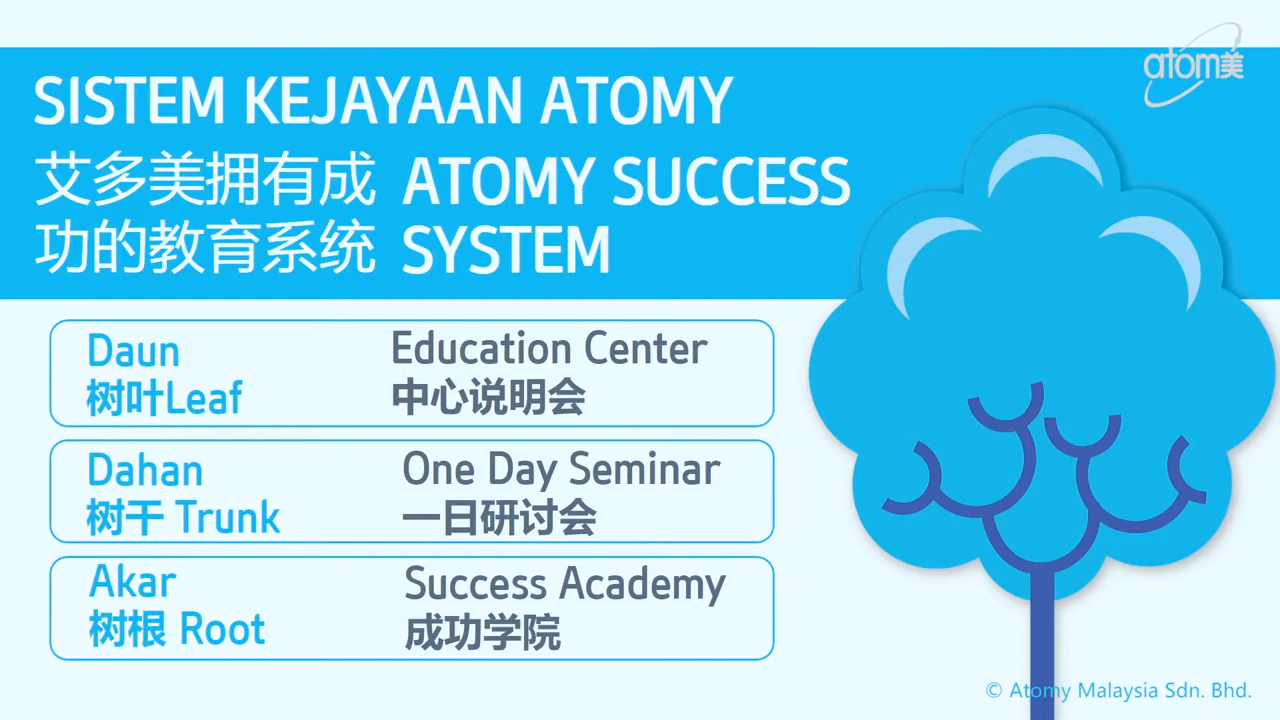 atom美
SISTEM KEJAYAAN ATOMY
艾多美拥有成
功的教育系统
ATOMY SUCCESS
SYSTEM
Daun
树叶Leaf
Education Center
中心说明会
Dahan
树干 Trunk
One Day Seminar
一日研讨会
Akar
树根 Root
Success Academy
成功学院
© Atomy Malaysia Sdn. Bhd.